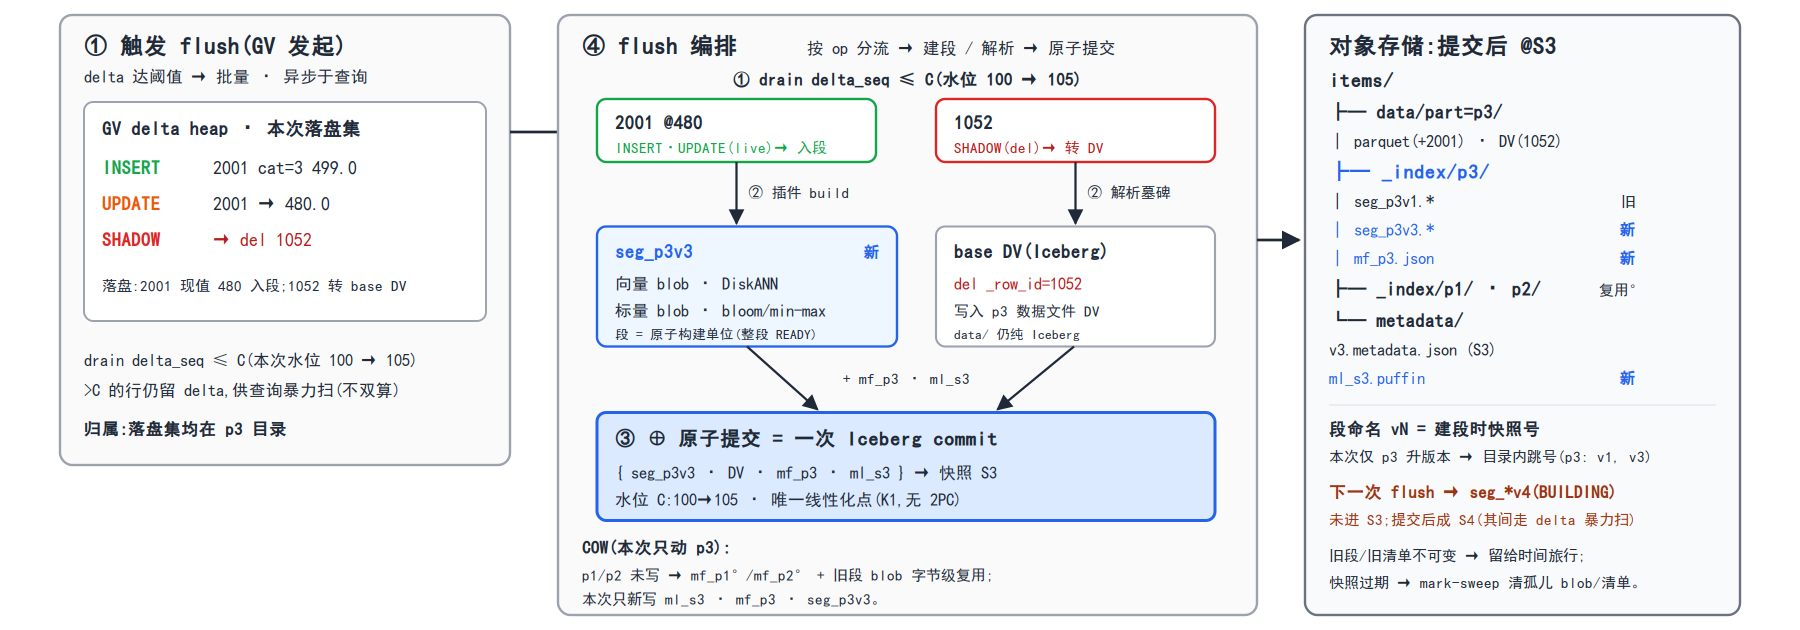 ① 触发 flush(GV 发起)
delta 达阈值 → 批量 · 异步于查询
GV delta heap · 本次落盘集
INSERT 2001 cat=3 499.0
UPDATE 2001 → 480.0
SHADOW → del 1052
落盘:2001 现值 480 入段;1052 转 base DV
drain delta_seq ≤ C(本次水位 100 → 105)
>C 的行仍留 delta,供查询暴力扫(不双算)
归属:落盘集均在 p3 目录
④ flush 编排 按 op 分流 → 建段 / 解析 → 原子提交
① drain delta_seq ≤ C(水位 100 → 105)
2001 @480
INSERT·UPDATE(live)→ 入段
1052
SHADOW(del)→ 转 DV
② 插件 build
② 解析墓碑
seg_p3v3 新
向量 blob · DiskANN
标量 blob · bloom/min-max
段 = 原子构建单位(整段 READY)
base DV(Iceberg)
del _row_id=1052
写入 p3 数据文件 DV
data/ 仍纯 Iceberg
+ mf_p3 · ml_s3
③ ⊕ 原子提交 = 一次 Iceberg commit
{ seg_p3v3 · DV · mf_p3 · ml_s3 } → 快照 S3
水位 C:100→105 · 唯一线性化点(K1,无 2PC)
COW(本次只动 p3):
p1/p2 未写 → mf_p1°/mf_p2° + 旧段 blob 字节级复用;
本次只新写 ml_s3 · mf_p3 · seg_p3v3。
对象存储:提交后 @S3
items/
├── data/part=p3/
│ parquet(+2001) · DV(1052)
├── _index/p3/
│ seg_p3v1.* 旧
│ seg_p3v3.* 新
│ mf_p3.json 新
├── _index/p1/ · p2/ 复用°
└── metadata/
v3.metadata.json (S3)
ml_s3.puffin 新
段命名 vN = 建段时快照号
本次仅 p3 升版本 → 目录内跳号(p3: v1, v3)
下一次 flush → seg_*v4(BUILDING)
未进 S3;提交后成 S4(其间走 delta 暴力扫)
旧段/旧清单不可变 → 留给时间旅行;
快照过期 → mark-sweep 清孤儿 blob/清单。